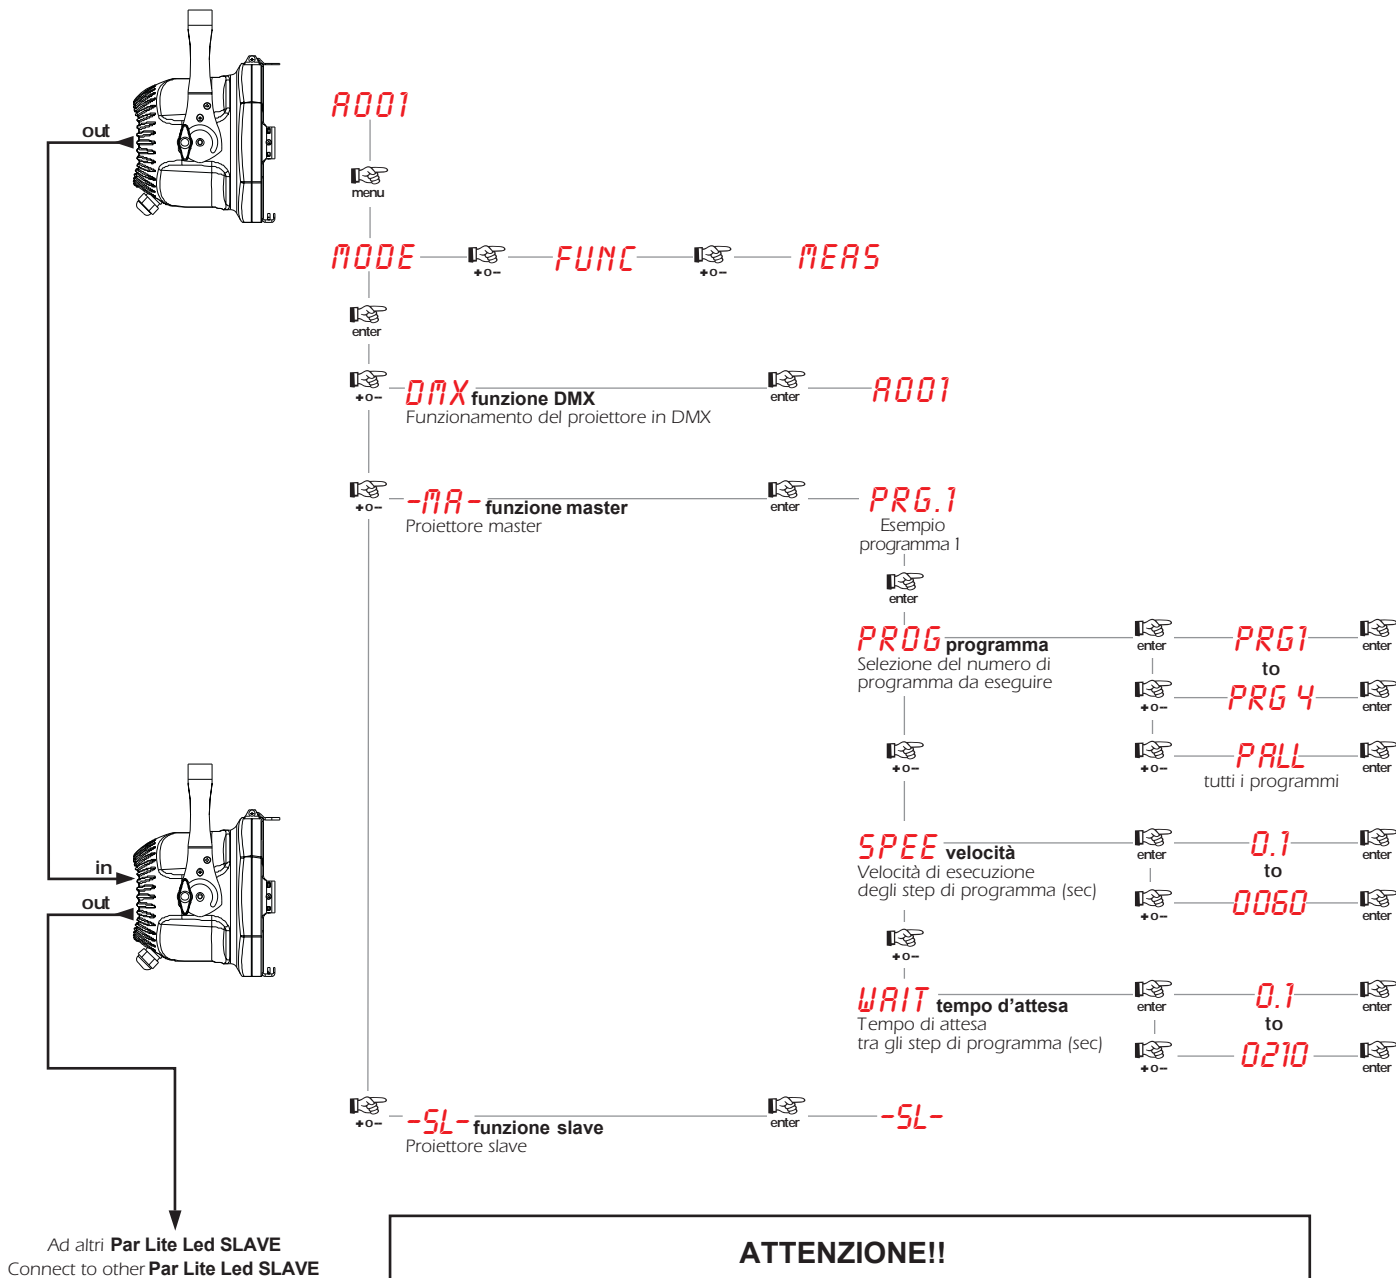 out
A001
menu
MODE +o- FUNC +o- MEAS
enter
+o- DMX funzione DMX enter A001
Funzionamento del proiettore in DMX
+o- -MA- funzione master enter PRG.1
Proiettore master
Esempio
programma 1
enter
PROG programma enter PRG1 enter
Selezione del numero di
programma da eseguire
to
+o- PRG 4 enter
+o- +o- PALL enter
tutti i programmi
SPEE velocità enter 0.1 enter
Velocità di esecuzione
degli step di programma (sec)
to
+o- 0060 enter
in
out
+o-
WAIT tempo d'attesa enter 0.1 enter
Tempo di attesa
tra gli step di programma (sec)
to
+o- 0210 enter
+o- -SL- funzione slave enter -SL-
Proiettore slave
Ad altri Par Lite Led SLAVE
Connect to other Par Lite Led SLAVE
ATTENZIONE!!